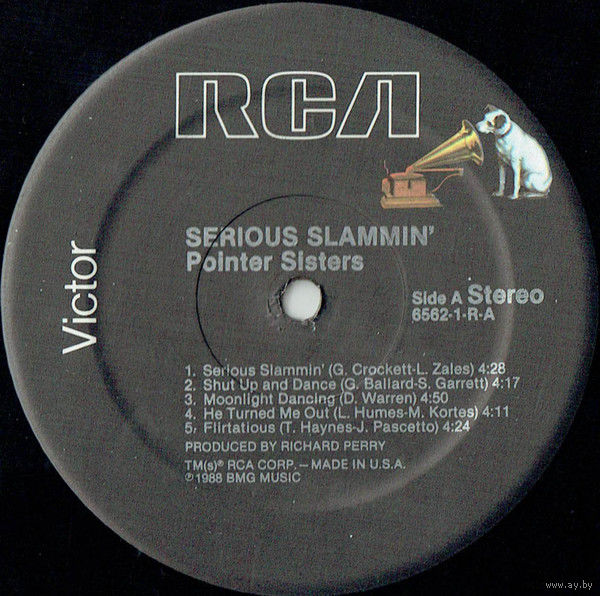 RCA
Victor
SERIOUS SLAMMIN'
Pointer Sisters
Side A Stereo
6562-1-R-A
1. Serious Slammin' (G. Crockett-L. Zales) 4:28
2. Shut Up and Dance (G. Ballard-S. Garrett) 4:17
3. Moonlight Dancing (D. Warren) 4:50
4. He Turned Me Out (L. Humes-M. Kortes) 4:11
5. Flirtatious (T. Haynes-J. Pascetto) 4:24
PRODUCED BY RICHARD PERRY
TM(s)® RCA CORP. – MADE IN U.S.A.
℗ 1988 BMG MUSIC
www.ay.by